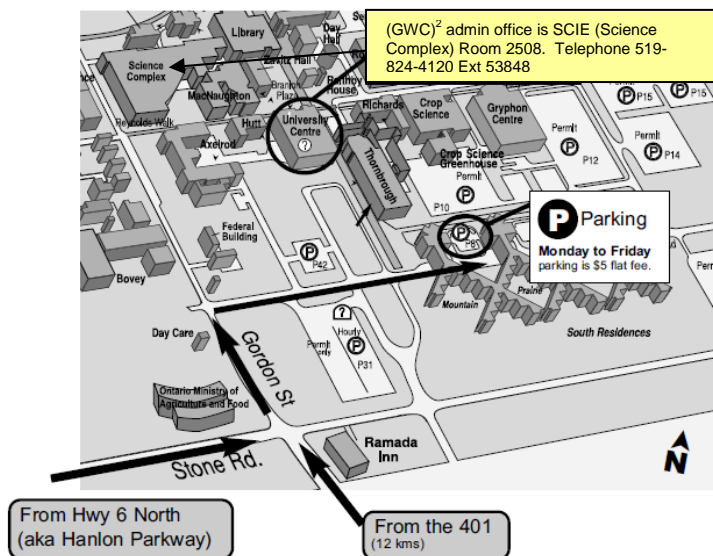 (GWC)² admin office is SCIE (Science
Complex) Room 2508. Telephone 519-
824-4120 Ext 53848
Library
Day
Hall
Zavitz Hall
Science
Complex
Branion
Plaza
House
MacNaughton
Reynolds Walk
Hutt
University
Centre
?
Richards
Crop
Science
Gryphon
Centre
P
P15
P
P15
Permit
P
P12
Permit
P
P14
Axelrod
Thornbrough
Crop Science
Greenhouse
Permit
P
P10
P
P8
P Parking
Monday to Friday
parking is $5 flat fee.
Federal
Building
P
P42
Bovey
Mountain
Prairie
South Residences
Day Care
Gordon St
?
Hourly
Permit
only
P
P31
Ontario Ministry of
Agriculture and Food
Stone Rd.
Ramada
Inn
N
From Hwy 6 North
(aka Hanlon Parkway)
From the 401
(12 kms)